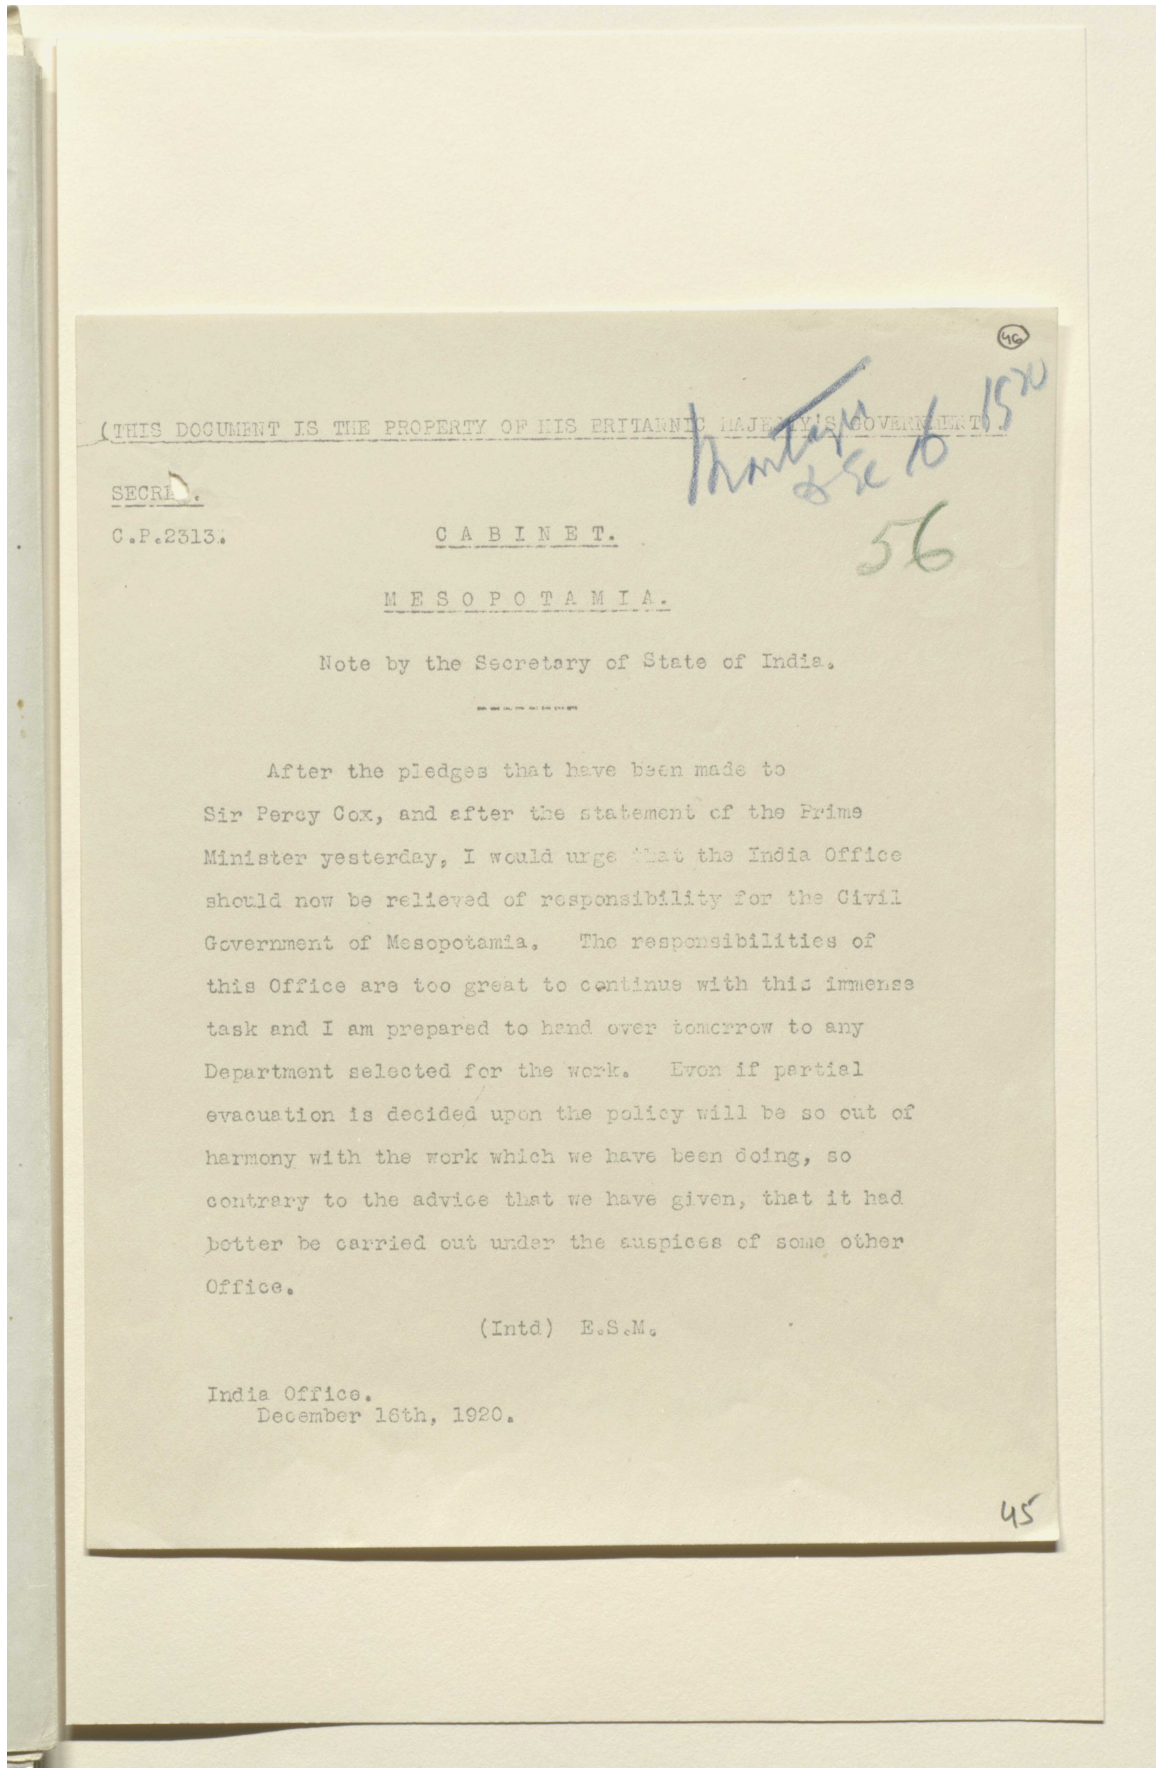 46
(THIS DOCUMENT IS THE PROPERTY OF HIS BRITANNIC MAJESTY'S GOVERNMENT).
Montagu
Dec 16 1920
SECRE.
56
C.P.2313.
CABINET.
MESOPOTAMIA.
Note by the Secretary of State of India.
After the pledges that have been made to
Sir Percy Cox, and after the statement of the Prime
Minister yesterday, I would urge that the India Office
should now be relieved of responsibility for the Civil
Government of Mesopotamia. The responsibilities of
this Office are too great to continue with this immense
task and I am prepared to hand over tomorrow to any
Department selected for the work. Even if partial
evacuation is decided upon the policy will be so out of
harmony with the work which we have been doing, so
contrary to the advice that we have given, that it had
better be carried out under the auspices of some other
Office.
(Intd) E.S.M.
India Office.
December 16th, 1920.
45